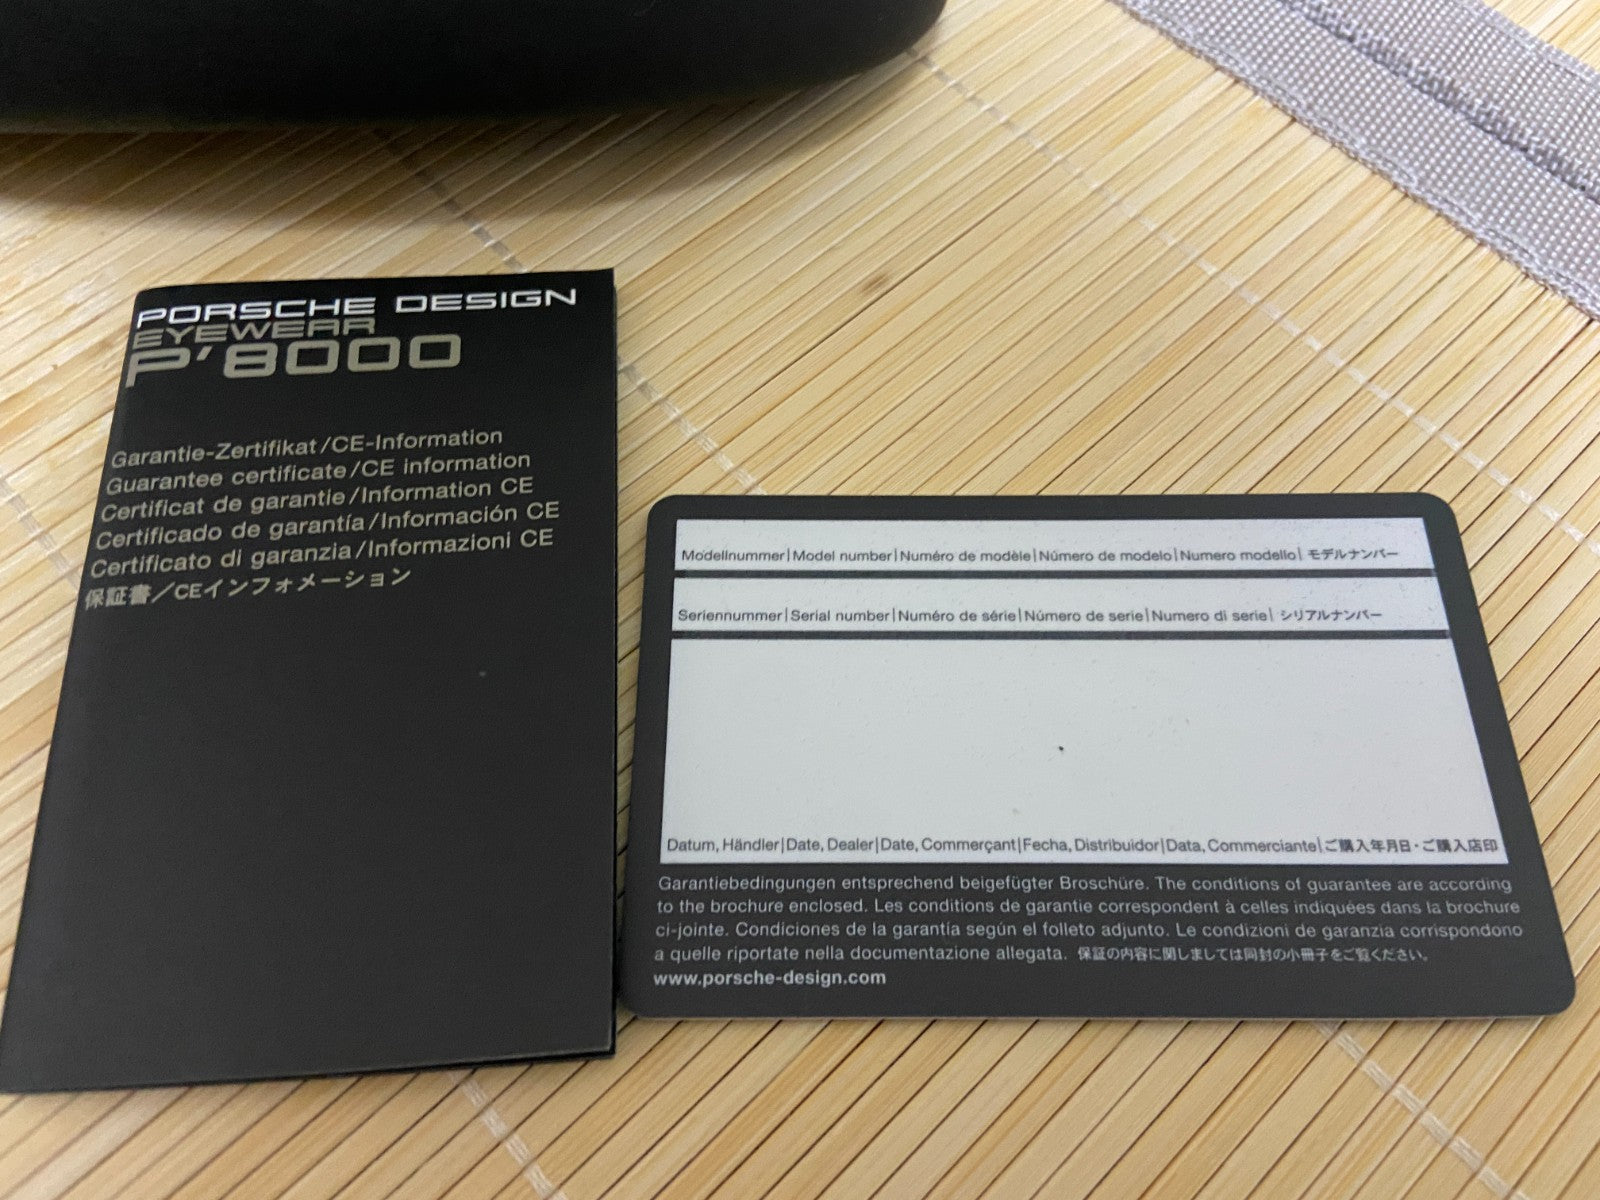 PORSCHE DESIGN
EYEWEAR
P'8000
Garantie-Zertifikat/CE-Information
Guarantee certificate/CE information
Certificat de garantie/Information CE
Certificado de garantía/Información CE
Certificato di garanzia/Informazioni CE
保証書／CEインフォメーション
Modellnummer|Model number|Numéro de modèle|Número de modelo|Numero modello| モデルナンバー
Seriennummer|Serial number|Numéro de série|Número de serie|Numero di serie| シリアルナンバー
Datum, Händler|Date, Dealer|Date, Commerçant|Fecha, Distribuidor|Data, Commerciante|ご購入年月日・ご購入店印
Garantiebedingungen entsprechend beigefügter Broschüre. The conditions of guarantee are according
to the brochure enclosed. Les conditions de garantie correspondent à celles indiquées dans la brochure
ci-jointe. Condiciones de la garantía según el folleto adjunto. Le condizioni de garanzia corrispondono
a quelle riportate nella documentazione allegata. 保証の内容に関しましては同封の小冊子をご覧ください。
www.porsche-design.com